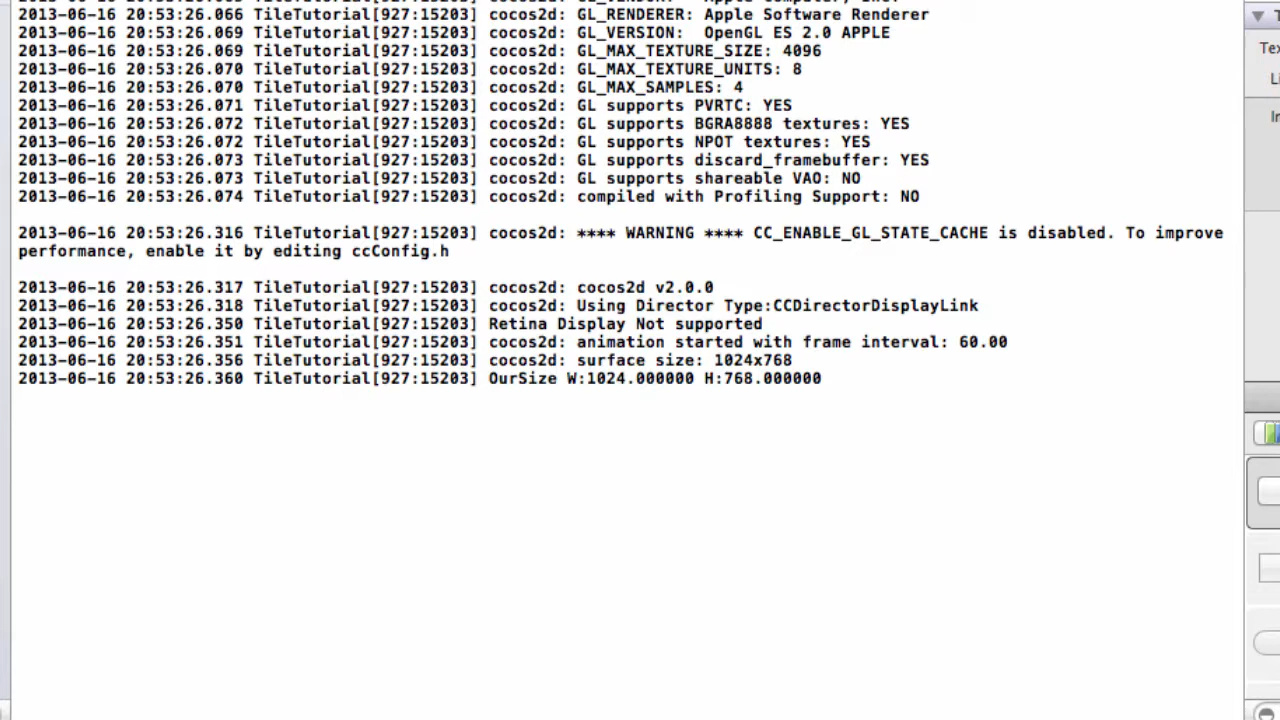 2013-06-16 20:53:26.066 TileTutorial[927:15203] cocos2d: GL_RENDERER: Apple Software Renderer
2013-06-16 20:53:26.069 TileTutorial[927:15203] cocos2d: GL_VERSION:  OpenGL ES 2.0 APPLE
2013-06-16 20:53:26.069 TileTutorial[927:15203] cocos2d: GL_MAX_TEXTURE_SIZE: 4096
2013-06-16 20:53:26.070 TileTutorial[927:15203] cocos2d: GL_MAX_TEXTURE_UNITS: 8
2013-06-16 20:53:26.070 TileTutorial[927:15203] cocos2d: GL_MAX_SAMPLES: 4
2013-06-16 20:53:26.071 TileTutorial[927:15203] cocos2d: GL supports PVRTC: YES
2013-06-16 20:53:26.072 TileTutorial[927:15203] cocos2d: GL supports BGRA8888 textures: YES
2013-06-16 20:53:26.072 TileTutorial[927:15203] cocos2d: GL supports NPOT textures: YES
2013-06-16 20:53:26.073 TileTutorial[927:15203] cocos2d: GL supports discard_framebuffer: YES
2013-06-16 20:53:26.073 TileTutorial[927:15203] cocos2d: GL supports shareable VAO: NO
2013-06-16 20:53:26.074 TileTutorial[927:15203] cocos2d: compiled with Profiling Support: NO
2013-06-16 20:53:26.316 TileTutorial[927:15203] cocos2d: **** WARNING **** CC_ENABLE_GL_STATE_CACHE is disabled. To improve
performance, enable it by editing ccConfig.h
2013-06-16 20:53:26.317 TileTutorial[927:15203] cocos2d: cocos2d v2.0.0
2013-06-16 20:53:26.318 TileTutorial[927:15203] cocos2d: Using Director Type:CCDirectorDisplayLink
2013-06-16 20:53:26.350 TileTutorial[927:15203] Retina Display Not supported
2013-06-16 20:53:26.351 TileTutorial[927:15203] cocos2d: animation started with frame interval: 60.00
2013-06-16 20:53:26.356 TileTutorial[927:15203] cocos2d: surface size: 1024x768
2013-06-16 20:53:26.360 TileTutorial[927:15203] OurSize W:1024.000000 H:768.000000